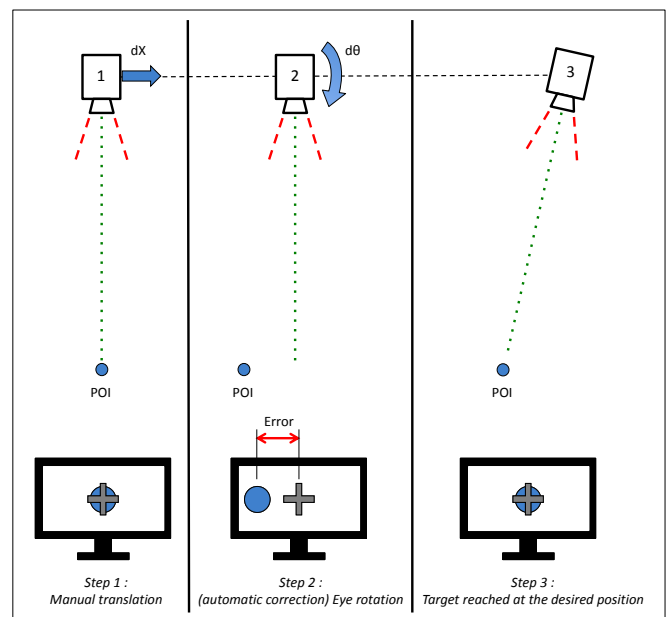 dX
1
POI
Step 1 :
Manual translation
2
dθ
POI
Error
Step 2 :
(automatic correction) Eye rotation
3
POI
Step 3 :
Target reached at the desired position